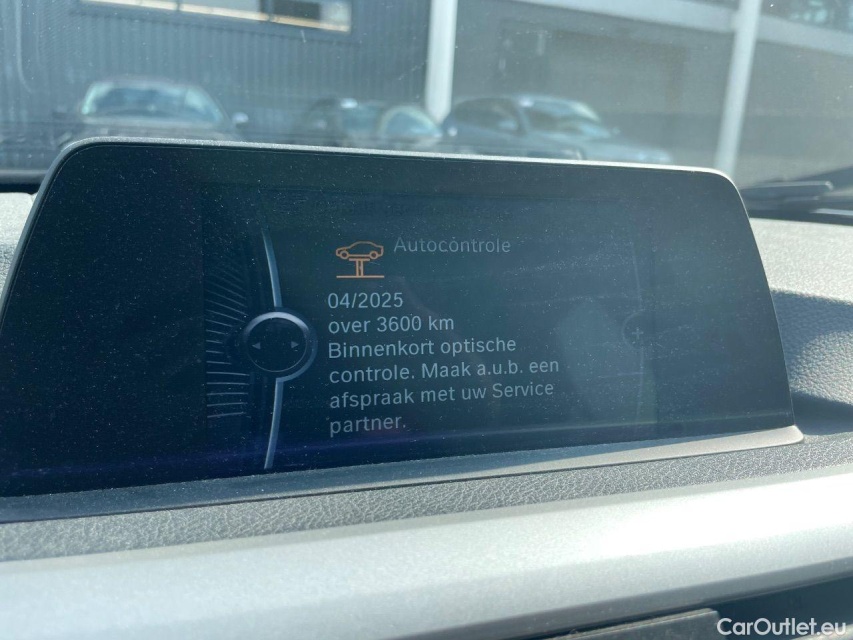 Autocontrole
04/2025
over 3600 km
Binnenkort optische
controle. Maak a.u.b. een
afspraak met uw Service
partner.
CarOutlet.eu